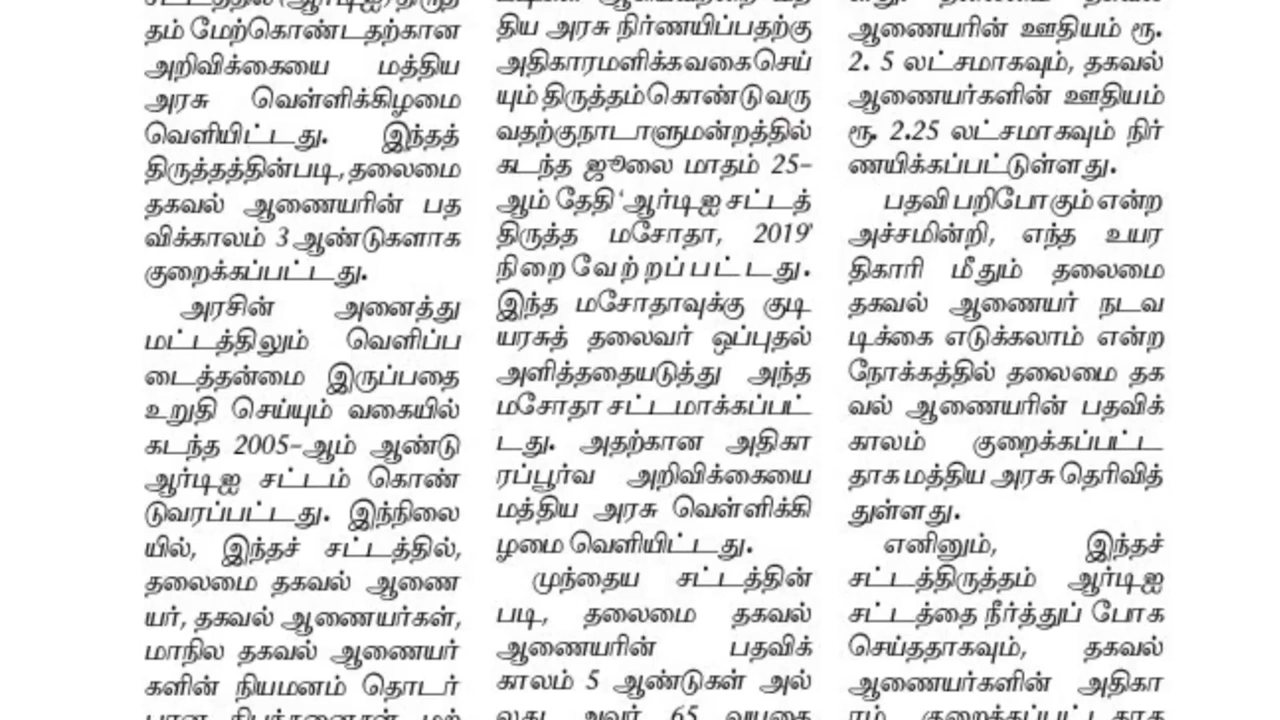 தம் மேற்கொண்டதற்கான
அறிவிக்கையை மத்திய
அரசு வெள்ளிக்கிழமை
வெளியிட்டது. இந்தத்
திருத்தத்தின்படி, தலைமை
தகவல் ஆணையரின் பத
விக்காலம் 3 ஆண்டுகளாக
குறைக்கப்பட்டது.
அரசின் அனைத்து
மட்டத்திலும் வெளிப்ப
டைத்தன்மை இருப்பதை
உறுதி செய்யும் வகையில்
கடந்த 2005-ஆம் ஆண்டு
ஆர்டிஐ சட்டம் கொண்
டுவரப்பட்டது. இந்நிலை
யில், இந்தச் சட்டத்தில்,
தலைமை தகவல் ஆணை
யர், தகவல் ஆணையர்கள்,
மாநில தகவல் ஆணையர்
களின் நியமனம் தொடர்
திய அரசு நிர்ணயிப்பதற்கு
அதிகாரமளிக்கவகைசெய்
யும் திருத்தம் கொண்டு வரு
வதற்குநாடாளுமன்றத்தில்
கடந்த ஜூலை மாதம் 25-
ஆம் தேதி 'ஆர்டிஐ சட்டத்
திருத்த மசோதா, 2019'
நிறைவேற்றப்பட்டது.
இந்த மசோதாவுக்கு குடி
யரசுத் தலைவர் ஒப்புதல்
அளித்ததையடுத்து அந்த
மசோதா சட்டமாக்கப்பட்
டது. அதற்கான அதிகா
ரப்பூர்வ அறிவிக்கையை
மத்திய அரசு வெள்ளிக்கி
ழமை வெளியிட்டது.
முந்தைய சட்டத்தின்
படி, தலைமை தகவல்
ஆணையரின் பதவிக்
காலம் 5 ஆண்டுகள் அல்
லது அவர் 65 வயதை
ஆணையரின் ஊதியம் ரூ.
2. 5 லட்சமாகவும், தகவல்
ஆணையர்களின் ஊதியம்
ரூ. 2.25 லட்சமாகவும் நிர்
ணயிக்கப்பட்டுள்ளது.
பதவி பறிபோகும் என்ற
அச்சமின்றி, எந்த உயர
திகாரி மீதும் தலைமை
தகவல் ஆணையர் நடவ
டிக்கை எடுக்கலாம் என்ற
நோக்கத்தில் தலைமை தக
வல் ஆணையரின் பதவிக்
காலம் குறைக்கப்பட்ட
தாக மத்திய அரசு தெரிவித்
துள்ளது.
எனினும், இந்தச்
சட்டத்திருத்தம் ஆர்டிஐ
சட்டத்தை நீர்த்துப் போக
செய்ததாகவும், தகவல்
ஆணையர்களின் அதிகா
ரம் குறைக்கப்பட்டதாக